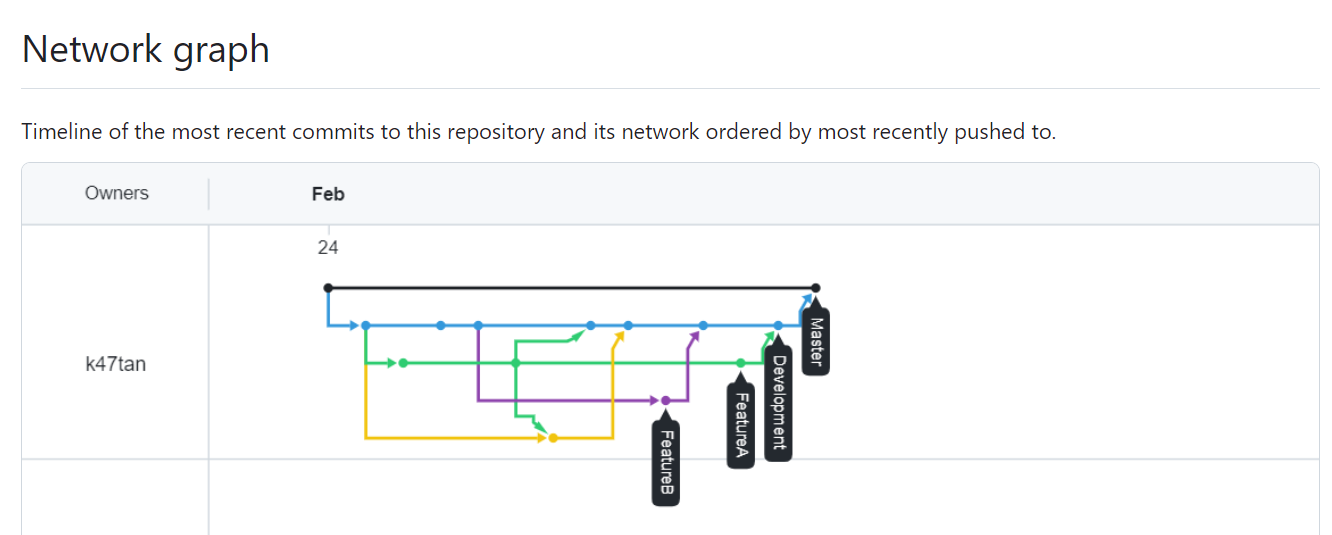 Network graph
Timeline of the most recent commits to this repository and its network ordered by most recently pushed to.
Owners
Feb
24
k47tan
Master
Development
FeatureA
FeatureB